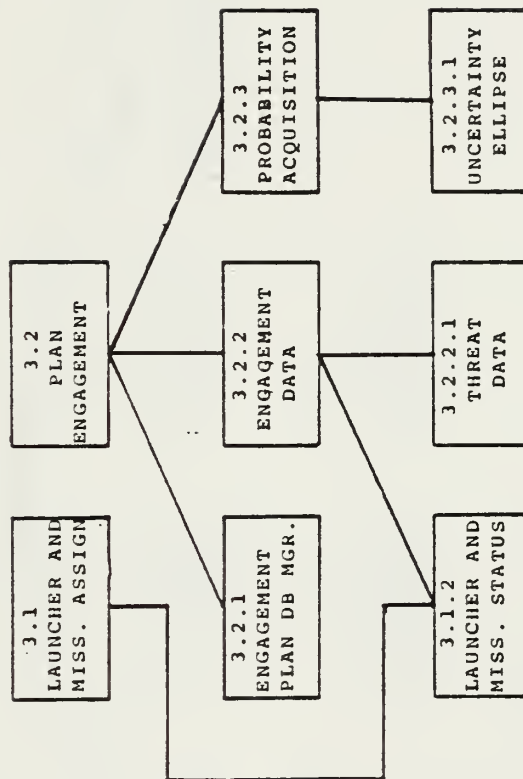 3.1
LAUNCHER AND
MISS. ASSIGN
3.2
PLAN
ENGAGEMENT
3.2.1
ENGAGEMENT
PLAN DB MGR.
3.2.2
ENGAGEMENT
DATA
3.2.3
PROBABILITY
ACQUISITION
3.1.2
LAUNCHER AND
MISS. STATUS
3.2.2.1
THREAT
DATA
3.2.3.1
UNCERTAINTY
ELLIPSE